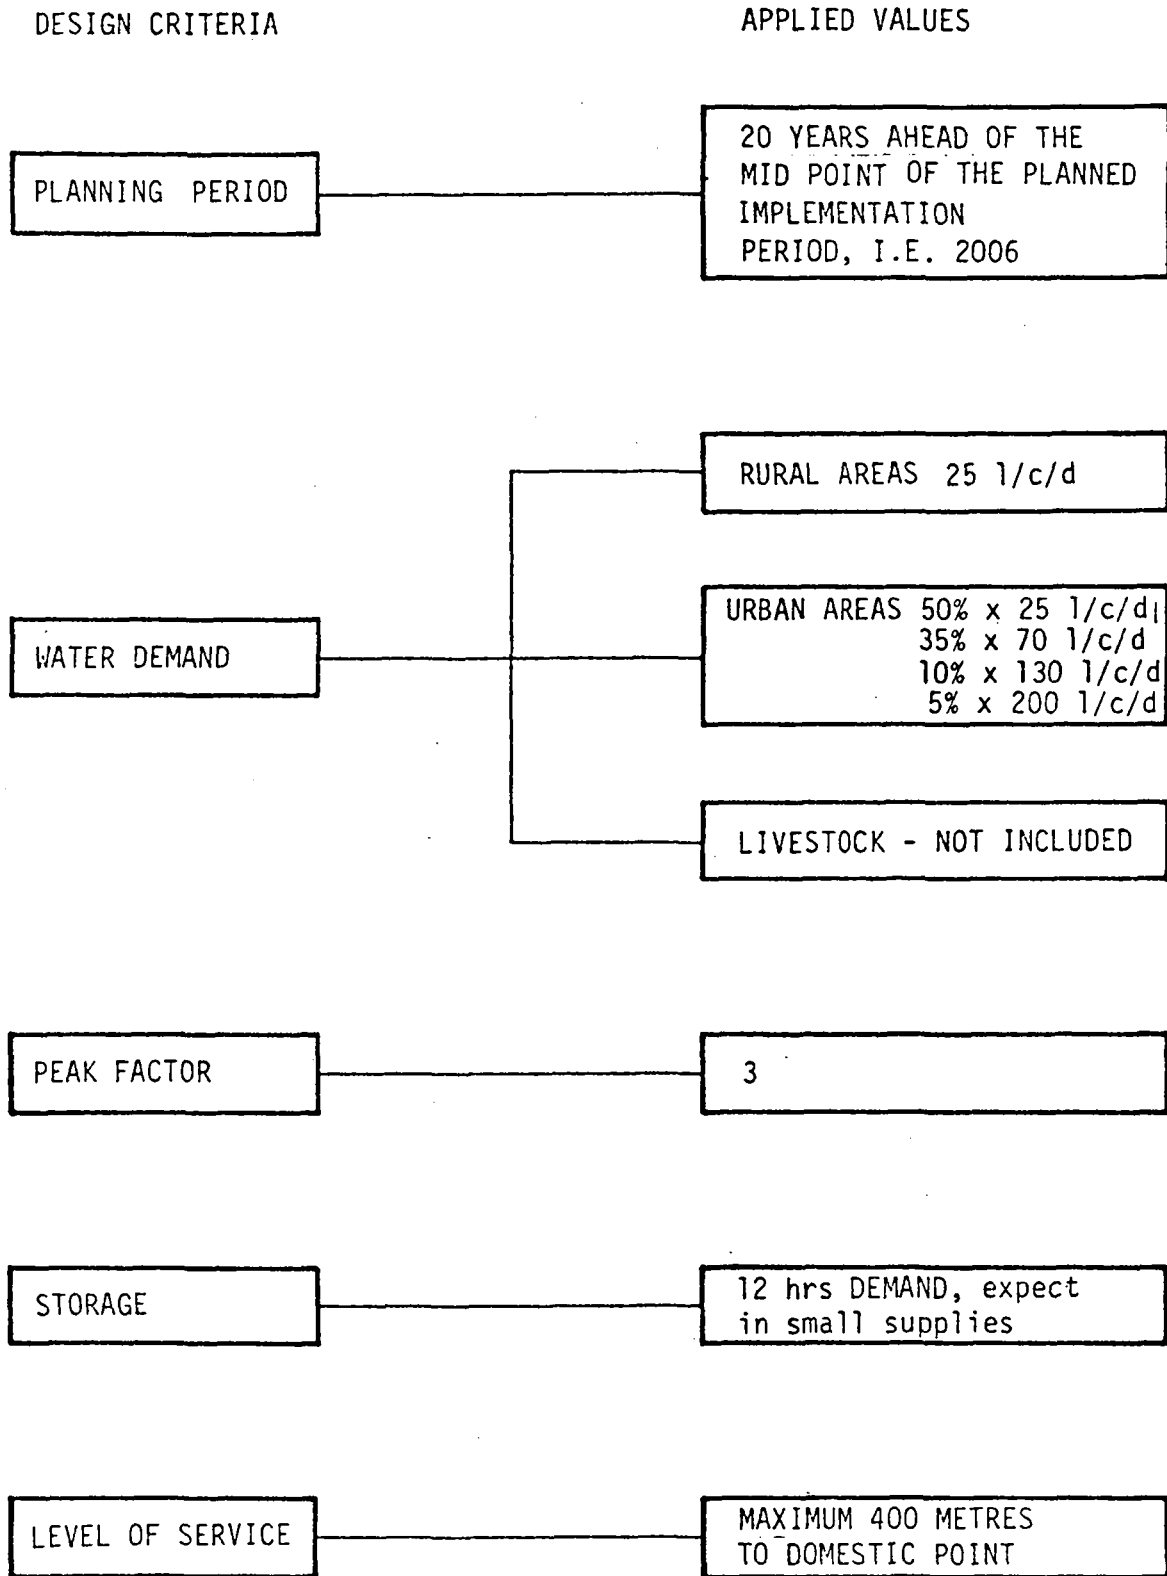 DESIGN CRITERIA
APPLIED VALUES
PLANNING PERIOD
20 YEARS AHEAD OF THE
MID POINT OF THE PLANNED
IMPLEMENTATION
PERIOD, I.E. 2006
WATER DEMAND
RURAL AREAS 25 l/c/d
URBAN AREAS 50% x 25 l/c/d
35% x 70 l/c/d
10% x 130 l/c/d
5% x 200 l/c/d
LIVESTOCK - NOT INCLUDED
PEAK FACTOR
3
STORAGE
12 hrs DEMAND, expect
in small supplies
LEVEL OF SERVICE
MAXIMUM 400 METRES
TO DOMESTIC POINT